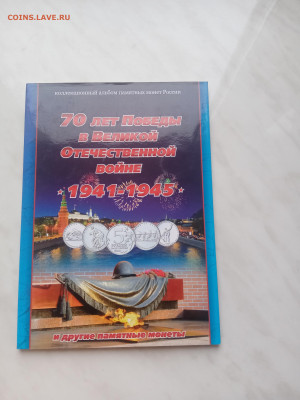 COINS.LAVE.RU
коллекционный альбом памятных монет России
70 лет Победы
в Великой
Отечественной
войне
1941-1945
5
и другие памятные монеты